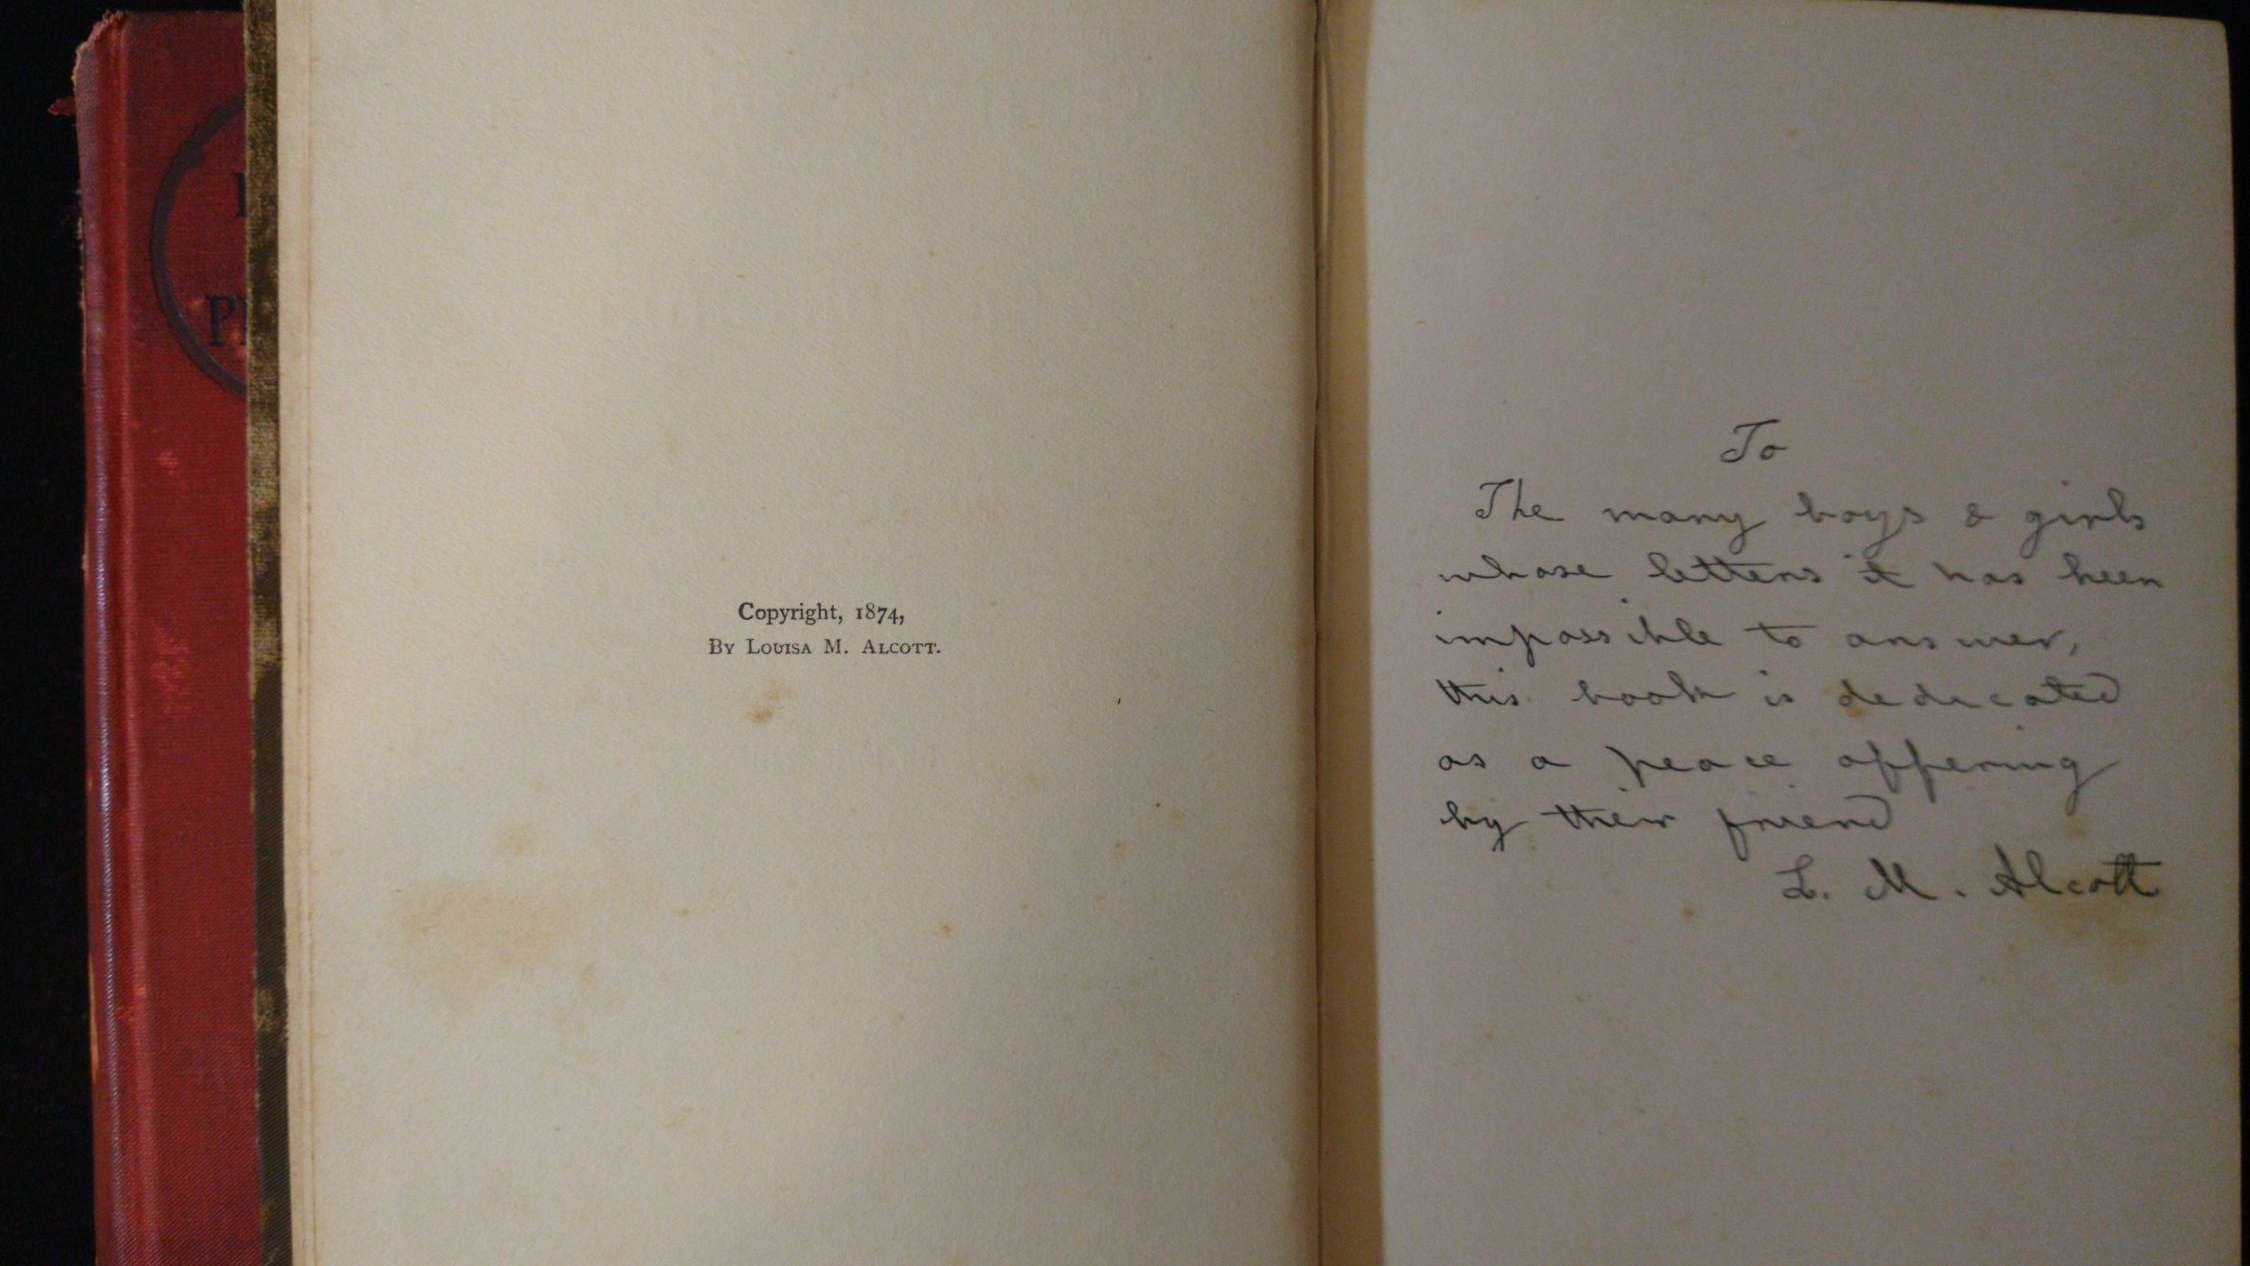 Copyright, 1874,
By Louisa M. Alcott.
To
The many boys & girls
whose letters it has been
impossible to answer,
this book is dedicated
as a peace offering
by their friend
L. M. Alcott